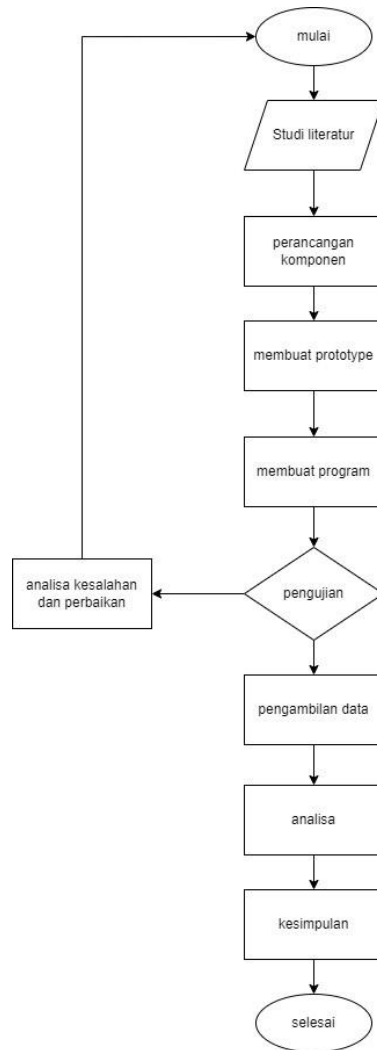 mulai
Studi literatur
perancangan
komponen
membuat prototype
membuat program
analisa kesalahan
dan perbaikan
pengujian
pengambilan data
analisa
kesimpulan
selesai